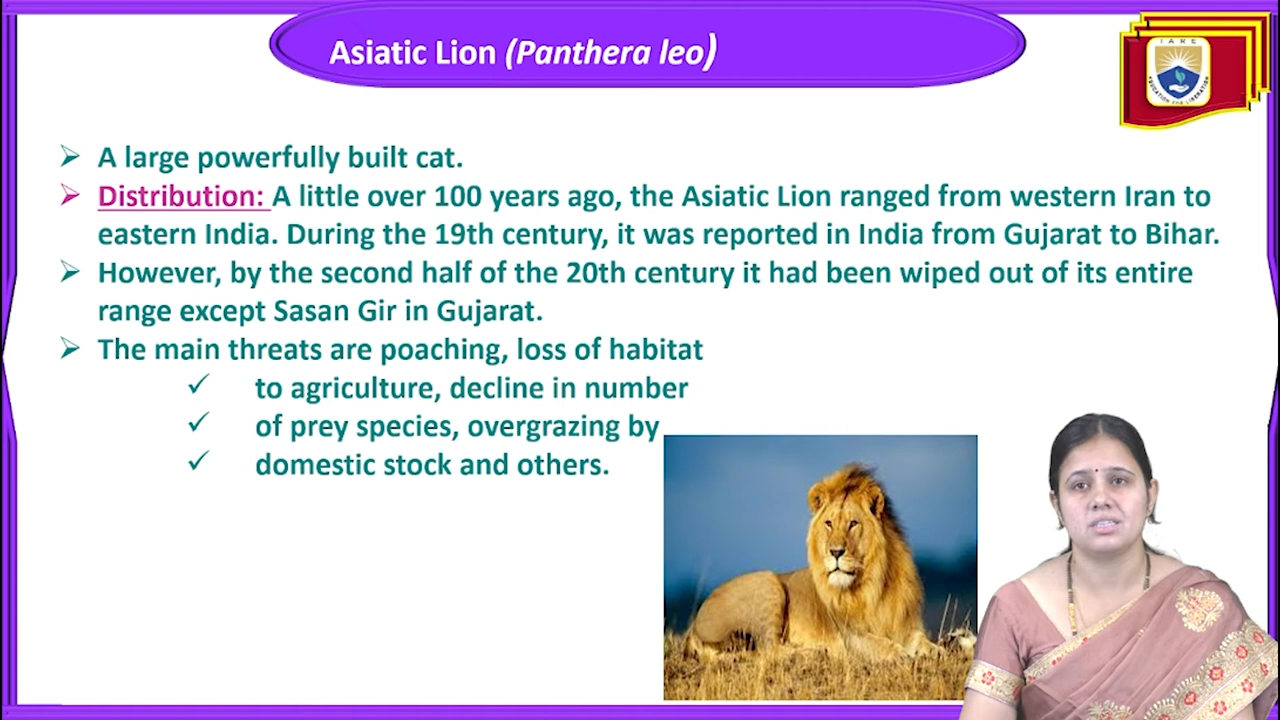 Asiatic Lion (Panthera leo)
IARE
EDUCATION FOR LIBERATION
➢ A large powerfully built cat.
➢ Distribution: A little over 100 years ago, the Asiatic Lion ranged from western Iran to
eastern India. During the 19th century, it was reported in India from Gujarat to Bihar.
➢ However, by the second half of the 20th century it had been wiped out of its entire
range except Sasan Gir in Gujarat.
➢ The main threats are poaching, loss of habitat
✓ to agriculture, decline in number
✓ of prey species, overgrazing by
✓ domestic stock and others.